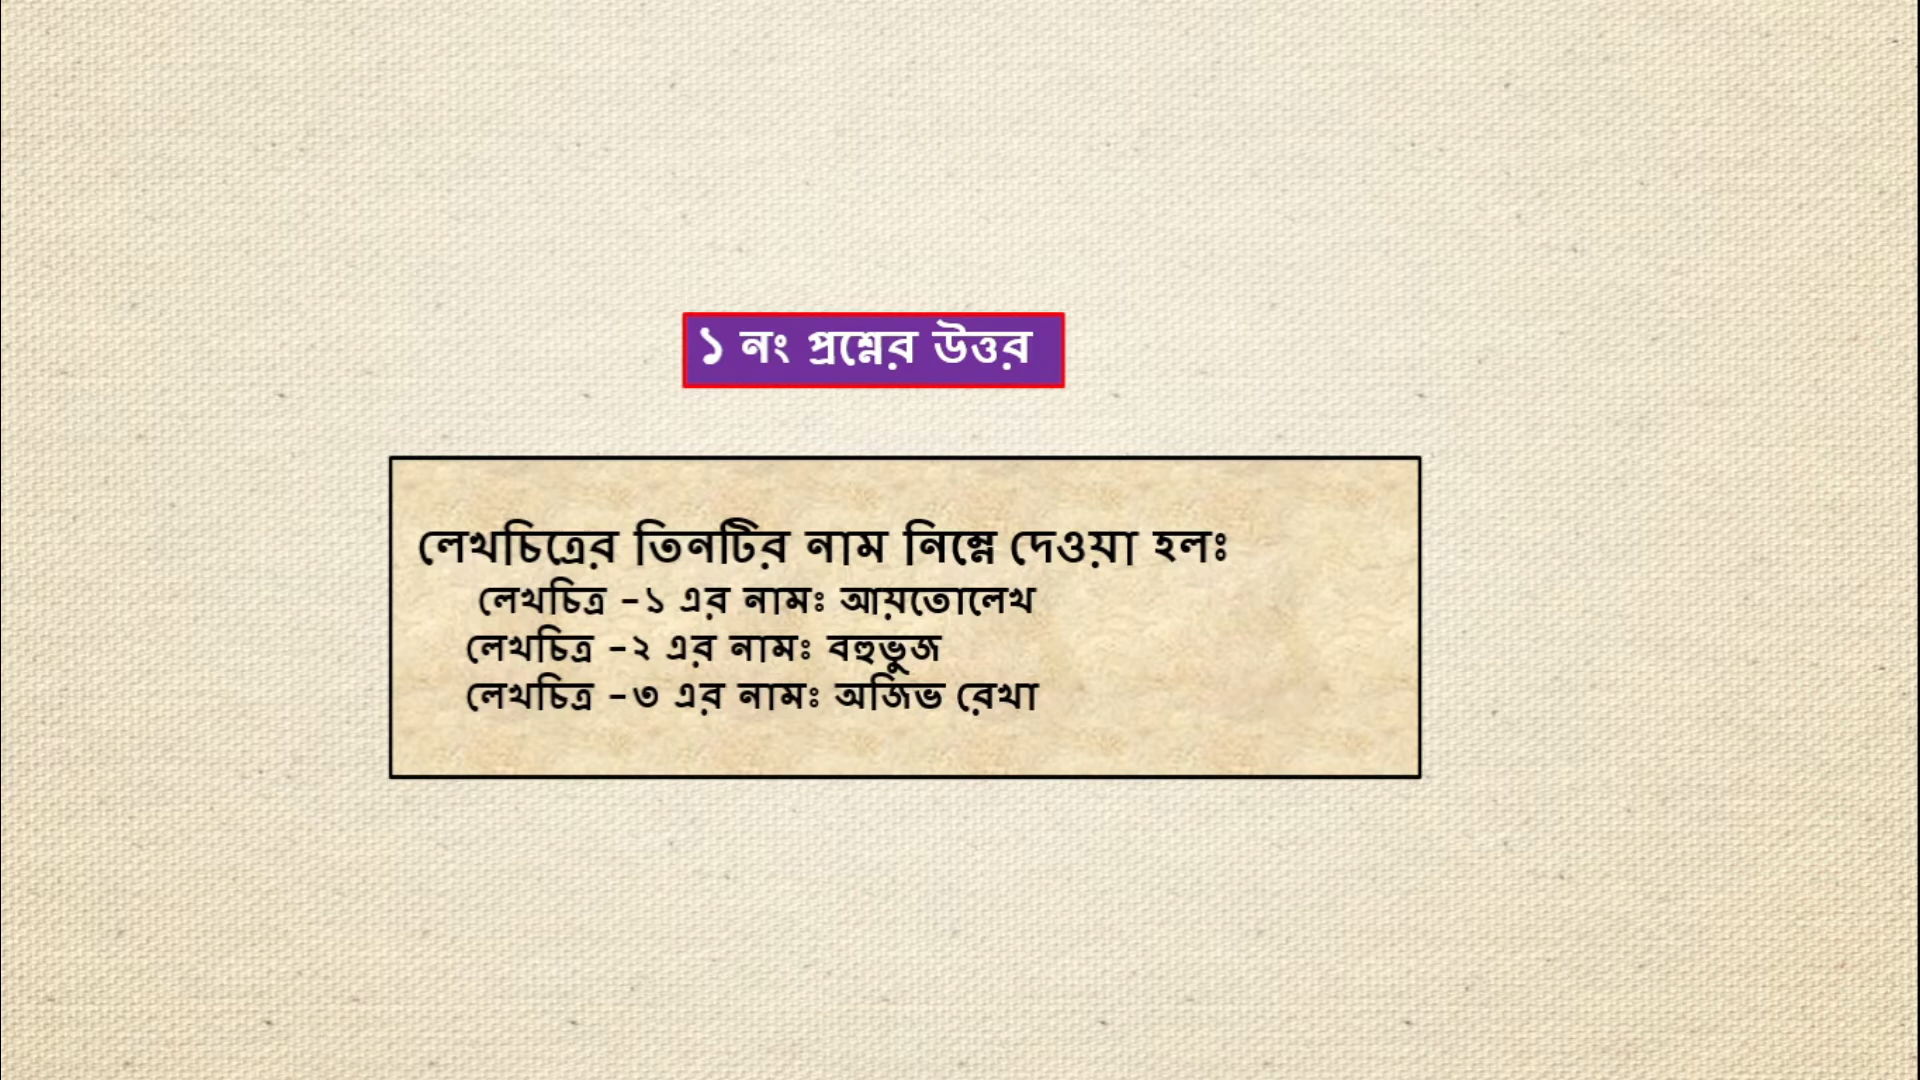 ১ নং প্রশ্নের উত্তর
লেখচিত্রের তিনটির নাম নিম্নে দেওয়া হলঃ
লেখচিত্র -১ এর নামঃ আয়তোলেখ
লেখচিত্র -২ এর নামঃ বহুভুজ
লেখচিত্র -৩ এর নামঃ অজিভ রেখা